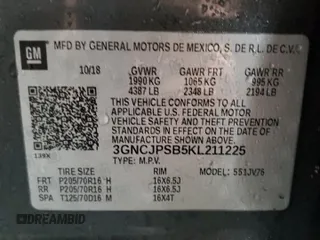 GM
MFD BY GENERAL MOTORS DE MEXICO, S. DE R.L. DE C.V.
10/18 GVWR GAWR FRT GAWR RR
1990 KG 1065 KG 995 KG
4387 LB 2348 LB 2194 LB
THIS VEHICLE CONFORMS TO ALL
APPLICABLE U.S. FEDERAL MOTOR
VEHICLE SAFETY AND THEFT
PREVENTION STANDARDS IN EFFECT
ON THE DATE OF MANUFACTURE
SHOWN ABOVE.
3GNCJPSB5KL211225
TYPE: M.P.V.
TIRE SIZE RIM MODEL: 551JV76
FRT P205/70R16 H 16X6.5J
RR P205/70R16 H 16X6.5J
SPA T125/70D16 M 16X4T
DREAMBID